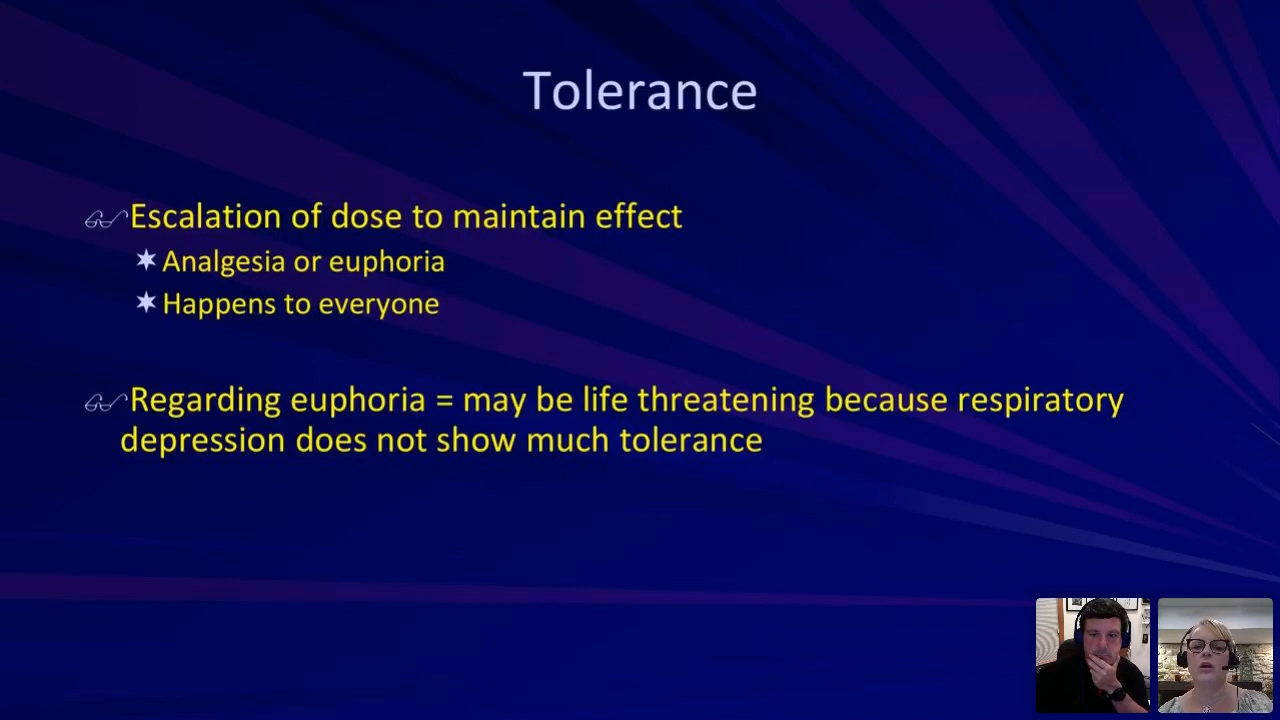 Tolerance
Escalation of dose to maintain effect
Analgesia or euphoria
Happens to everyone
Regarding euphoria = may be life threatening because respiratory
depression does not show much tolerance